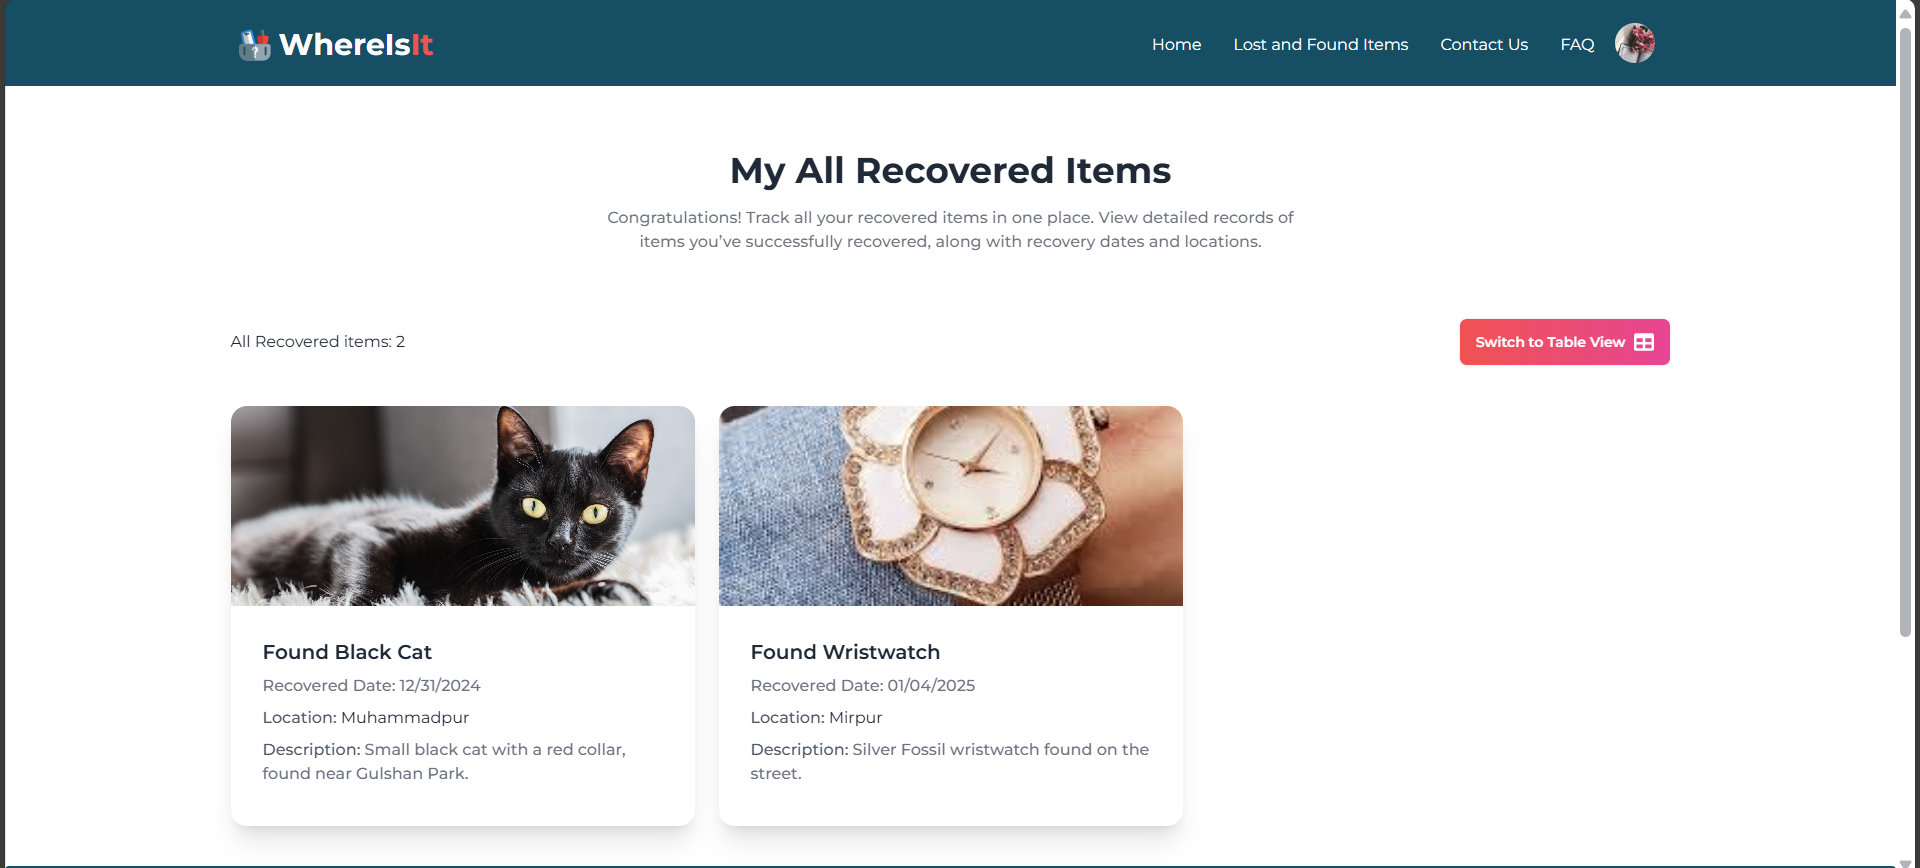 WhereIsIt
Home
Lost and Found Items
Contact Us
FAQ
My All Recovered Items
Congratulations! Track all your recovered items in one place. View detailed records of
items you’ve successfully recovered, along with recovery dates and locations.
All Recovered items: 2
Switch to Table View
Found Black Cat
Recovered Date: 12/31/2024
Location: Muhammadpur
Description: Small black cat with a red collar,
found near Gulshan Park.
Found Wristwatch
Recovered Date: 01/04/2025
Location: Mirpur
Description: Silver Fossil wristwatch found on the
street.